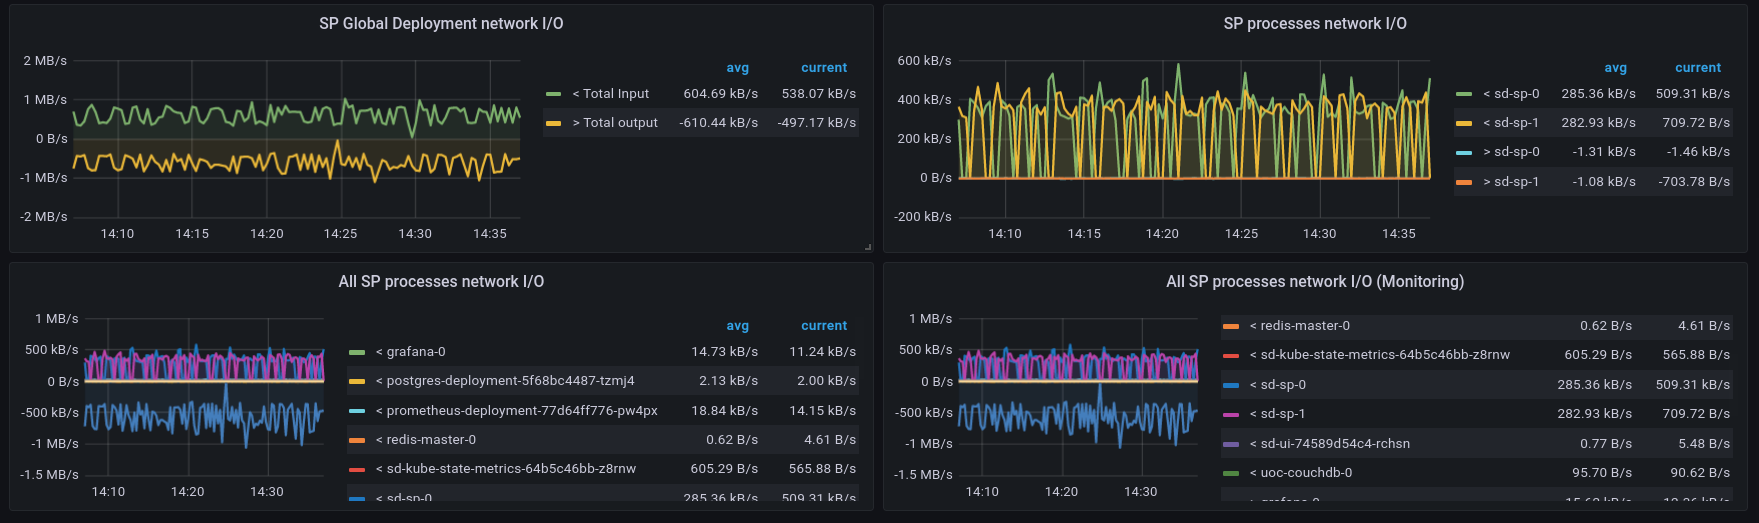 SP Global Deployment network I/O
2 MB/s
1 MB/s
0 B/s
-1 MB/s
-2 MB/s
14:10 14:15 14:20 14:25 14:30 14:35
avg current
< Total Input 604.69 kB/s 538.07 kB/s
> Total output -610.44 kB/s -497.17 kB/s
SP processes network I/O
600 kB/s
400 kB/s
200 kB/s
0 B/s
-200 kB/s
14:10 14:15 14:20 14:25 14:30 14:35
avg current
< sd-sp-0 285.36 kB/s 509.31 kB/s
< sd-sp-1 282.93 kB/s 709.72 B/s
> sd-sp-0 -1.31 kB/s -1.46 kB/s
> sd-sp-1 -1.08 kB/s -703.78 B/s
All SP processes network I/O
1 MB/s
500 kB/s
0 B/s
-500 kB/s
-1 MB/s
-1.5 MB/s
14:10 14:20 14:30
avg current
< grafana-0 14.73 kB/s 11.24 kB/s
< postgres-deployment-5f68bc4487-tzmj4 2.13 kB/s 2.00 kB/s
< prometheus-deployment-77d64ff776-pw4px 18.84 kB/s 14.15 kB/s
< redis-master-0 0.62 B/s 4.61 B/s
< sd-kube-state-metrics-64b5c46bb-z8rnw 605.29 B/s 565.88 B/s
< sd-sp-0 285.36 kB/s 509.31 kB/s
All SP processes network I/O (Monitoring)
1 MB/s
500 kB/s
0 B/s
-500 kB/s
-1 MB/s
-1.5 MB/s
14:10 14:20 14:30
< redis-master-0 0.62 B/s 4.61 B/s
< sd-kube-state-metrics-64b5c46bb-z8rnw 605.29 B/s 565.88 B/s
< sd-sp-0 285.36 kB/s 509.31 kB/s
< sd-sp-1 282.93 kB/s 709.72 B/s
< sd-ui-74589d54c4-rchsn 0.77 B/s 5.48 B/s
< uoc-couchdb-0 95.70 B/s 90.62 B/s